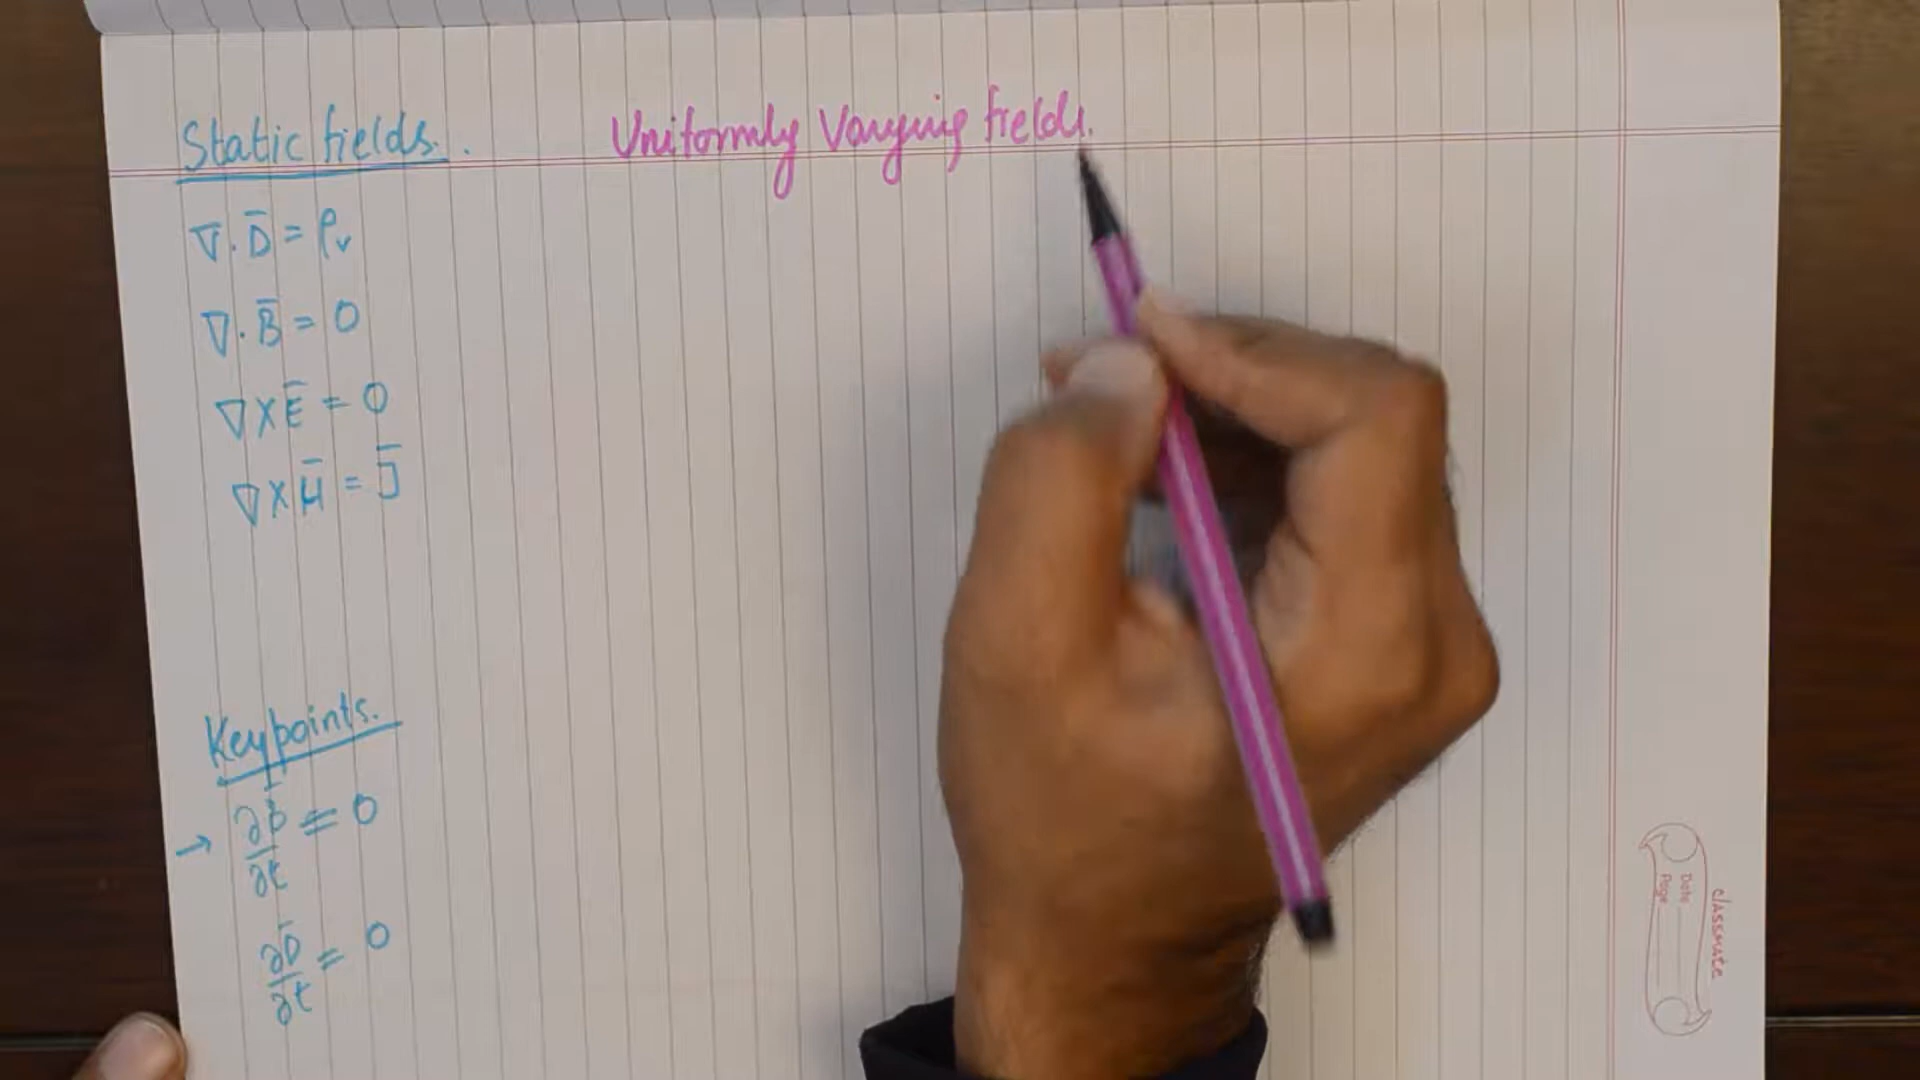 Static fields.
∇.D̅ = ρv
∇.B̅ = 0
∇×E̅ = 0
∇×H̅ = J̅
Keypoints.
→ ∂B̅/∂t = 0
∂D̅/∂t = 0
Uniformly Varying fields.
classmate
Date
Page